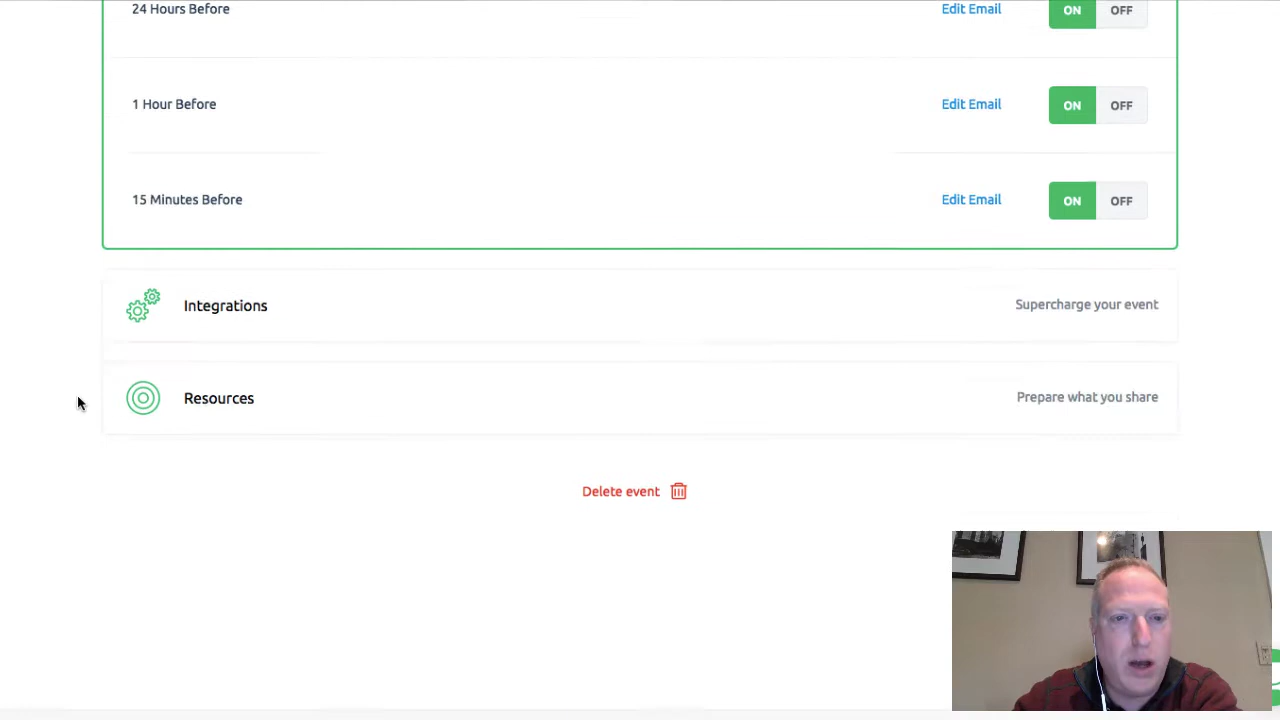 24 Hours Before Edit Email ON OFF
1 Hour Before Edit Email ON OFF
15 Minutes Before Edit Email ON OFF
Integrations Supercharge your event
Resources Prepare what you share
Delete event